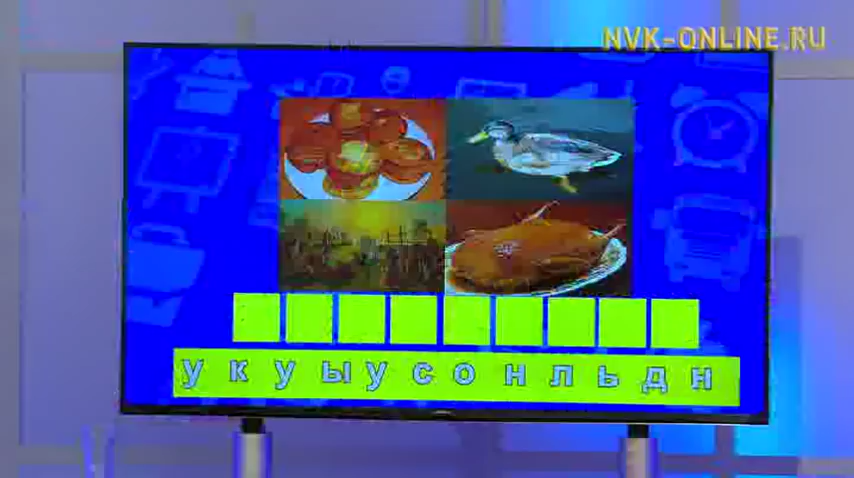 NVK-ONLINE.RU
у к у ы у с о н л ь д н